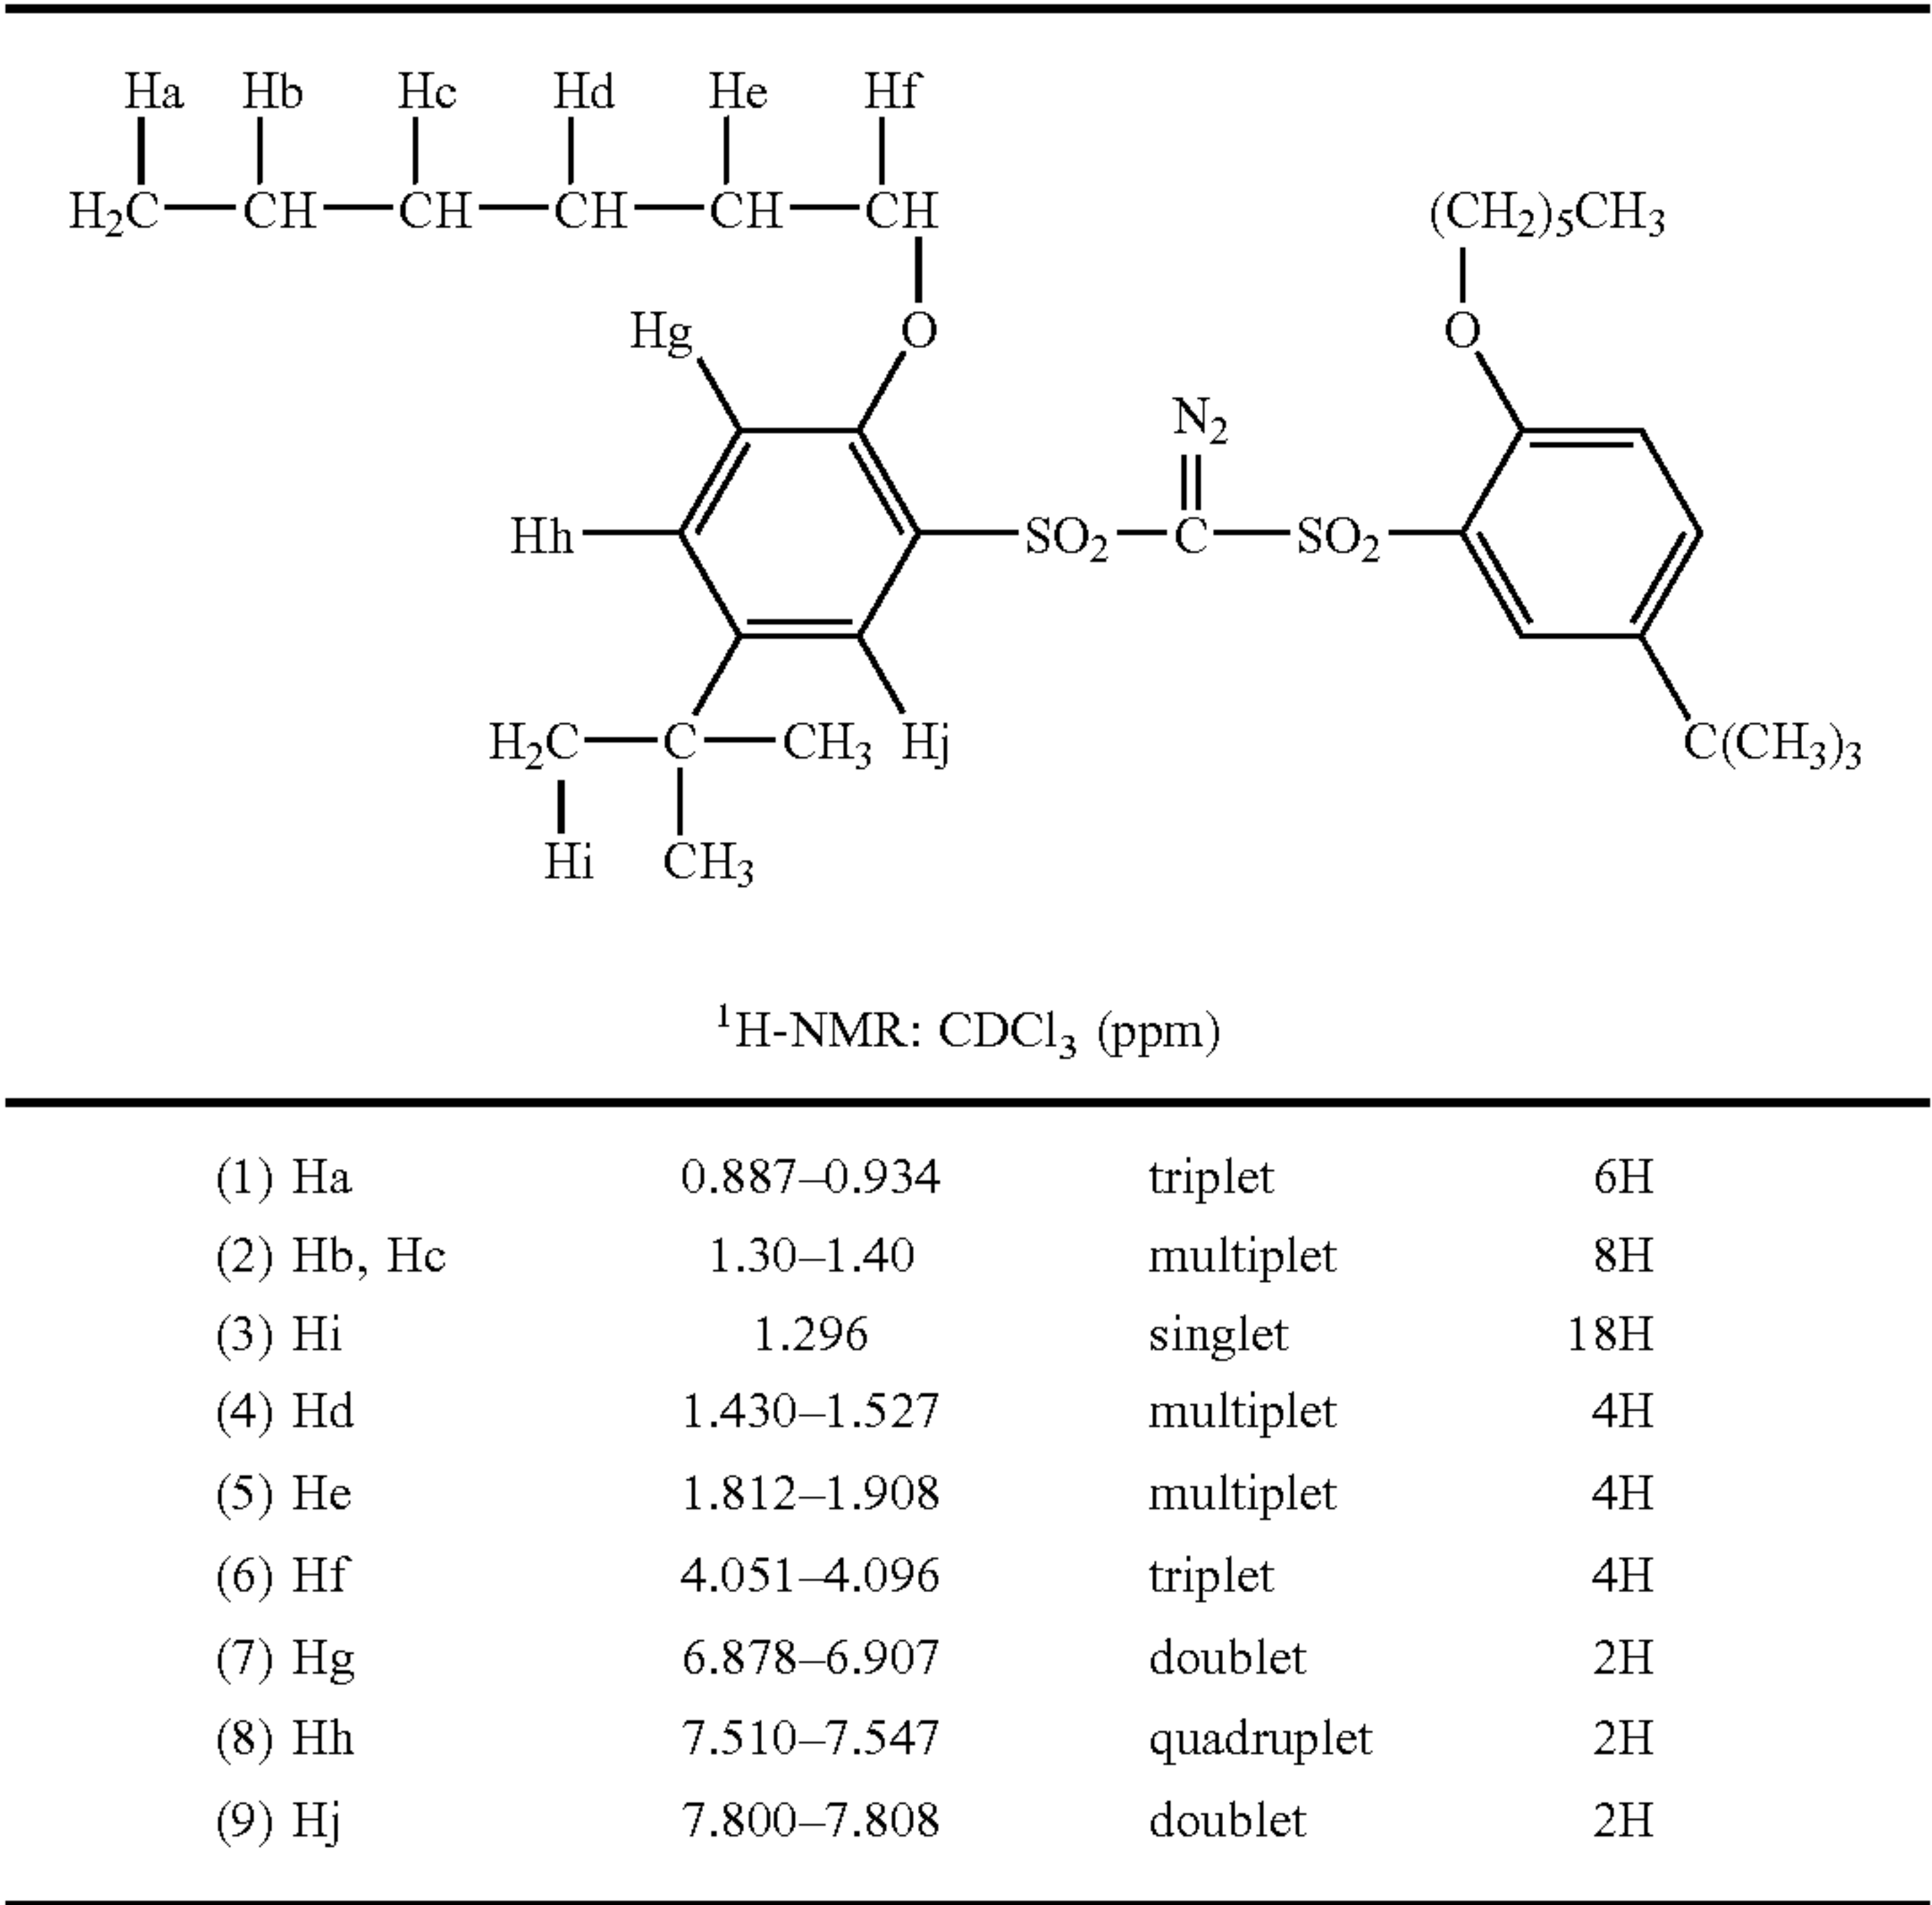 Ha Hb Hc Hd He Hf
H₂C CH CH CH CH CH (CH₂)₅CH₃
Hg O O
N₂
Hh SO₂ C SO₂
H₂C C CH₃ Hj C(CH₃)₃
Hi CH₃
¹H-NMR: CDCl₃ (ppm)
(1) Ha 0.887–0.934 triplet 6H
(2) Hb, Hc 1.30–1.40 multiplet 8H
(3) Hi 1.296 singlet 18H
(4) Hd 1.430–1.527 multiplet 4H
(5) He 1.812–1.908 multiplet 4H
(6) Hf 4.051–4.096 triplet 4H
(7) Hg 6.878–6.907 doublet 2H
(8) Hh 7.510–7.547 quadruplet 2H
(9) Hj 7.800–7.808 doublet 2H